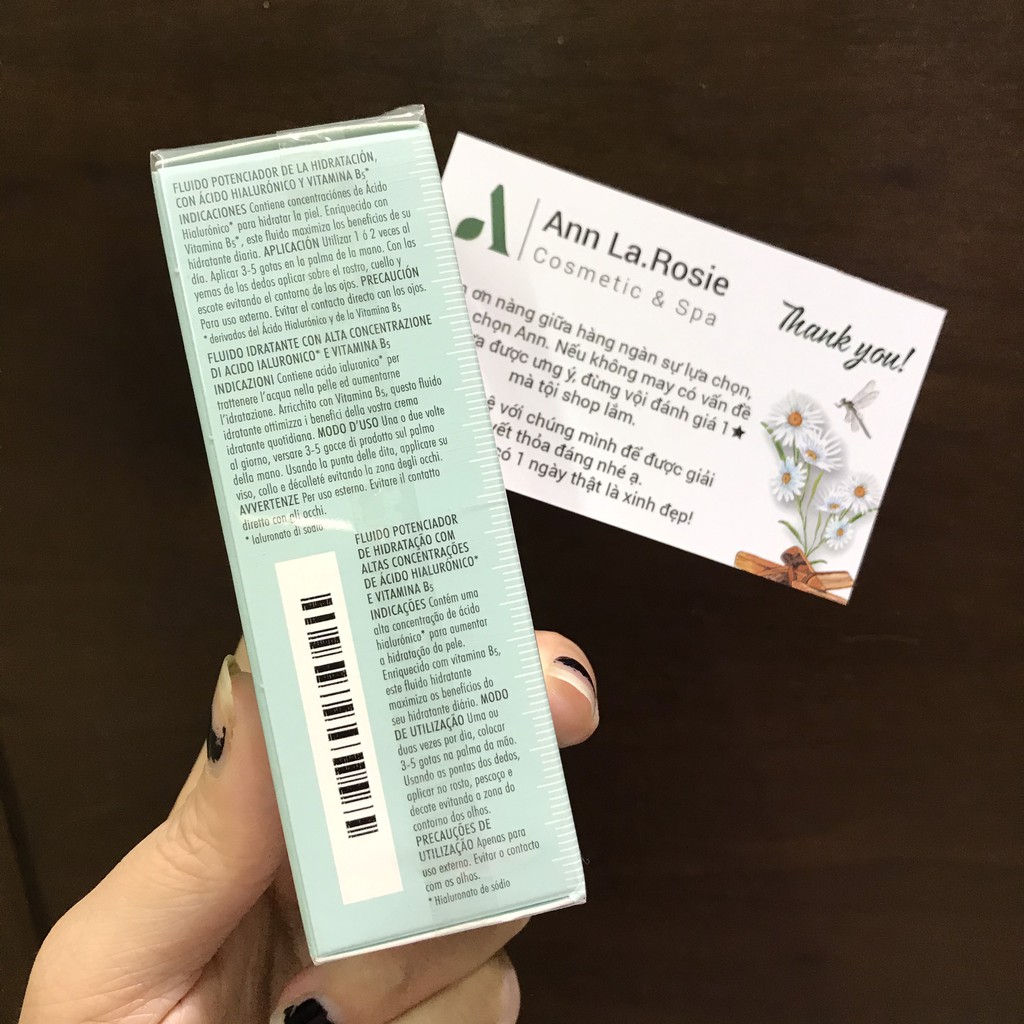 FLUIDO POTENCIADOR DE LA HIDRATACIÓN,
CON ÁCIDO HIALURÓNICO Y VITAMINA B5*
INDICACIONES Contiene concentraciónes de Ácido
Hialurónico* para hidratar la piel. Enriquecido con
Vitamina B5*, este fluido maximiza los beneficios de su
hidratante diaria. APLICACIÓN Utilizar 1 ó 2 veces al
día. Aplicar 3-5 gotas en la palma de la mano. Con las
yemas de los dedos aplicar sobre el rostro, cuello y
escote evitando el contorno de los ojos. PRECAUCIÓN
Para uso externo. Evitar el contacto directo con los ojos.
* derivados del Ácido Hialurónico y de la Vitamina B5
FLUIDO IDRATANTE CON ALTA CONCENTRAZIONE
DI ACIDO IALURONICO* E VITAMINA B5
INDICAZIONI Contiene acido ialuronico* per
trattenere l'acqua nella pelle ed aumentarne
l'idratazione. Arricchito con Vitamina B5, questo fluido
idratante ottimizza i benefici della vostra crema
idratante quotidiana. MODO D'USO Una o due volte
al giorno, versare 3-5 gocce di prodotto sul palmo
della mano. Usando la punta delle dita, applicare su
viso, collo e décolleté evitando la zona degli occhi.
AVVERTENZE Per uso esterno. Evitare il contatto
diretto con gli occhi.
* Ialuronato di sodio
FLUIDO POTENCIADOR
DE HIDRATAÇÃO COM
ALTAS CONCENTRAÇÕES
DE ÁCIDO HIALURÓNICO*
E VITAMINA B5
INDICAÇÕES Contém uma
alta concentração de ácido
hialurónico* para aumentar
a hidratação da pele.
Enriquecido com vitamina B5,
este fluido hidratante
maximiza os benefícios do
seu hidratante diário. MODO
DE UTILIZAÇÃO Uma ou
duas vezes por dia, colocar
3-5 gotas na palma da mão.
Usando as pontas dos dedos,
aplicar no rosto, pescoço e
decote evitando a zona do
contorno dos olhos.
PRECAUÇÕES DE
UTILIZAÇÃO Apenas para
uso externo. Evitar o contacto
com os olhos.
* Hialuronato de sódio
Ann La.Rosie
Cosmetic & Spa
Thank you!
ơn nàng giữa hàng ngàn sự lựa chọn,
chọn Ann. Nếu không may có vấn đề
được ưng ý, đừng vội đánh giá 1★
mà tội shop lắm.
với chúng mình để được giải
thỏa đáng nhé ạ.
có 1 ngày thật là xinh đẹp!